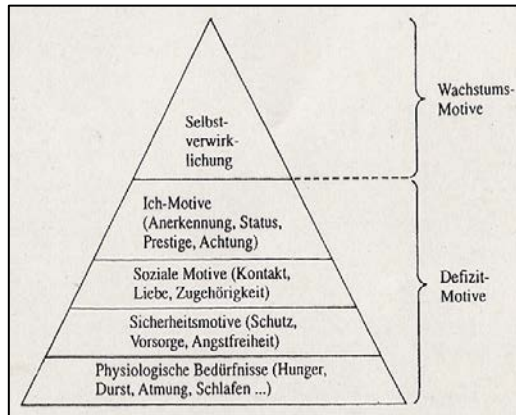 Selbst-
verwirk-
lichung
Wachstums-
Motive
Ich-Motive
(Anerkennung, Status,
Prestige, Achtung)
Soziale Motive (Kontakt,
Liebe, Zugehörigkeit)
Sicherheitsmotive (Schutz,
Vorsorge, Angstfreiheit)
Physiologische Bedürfnisse (Hunger,
Durst, Atmung, Schlafen ...)
Defizit-
Motive